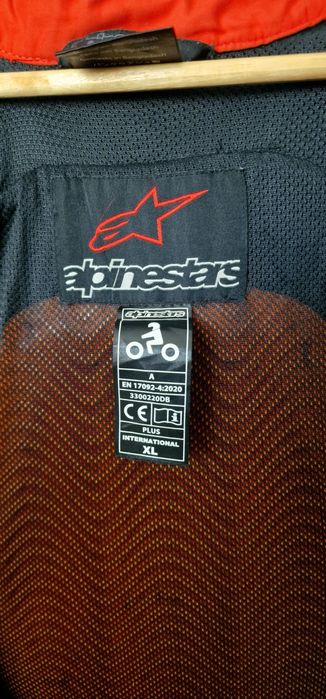 alpinestars
alpinestars
A
EN 17092-4:2020
3300220DB
CE
PLUS
INTERNATIONAL
XL